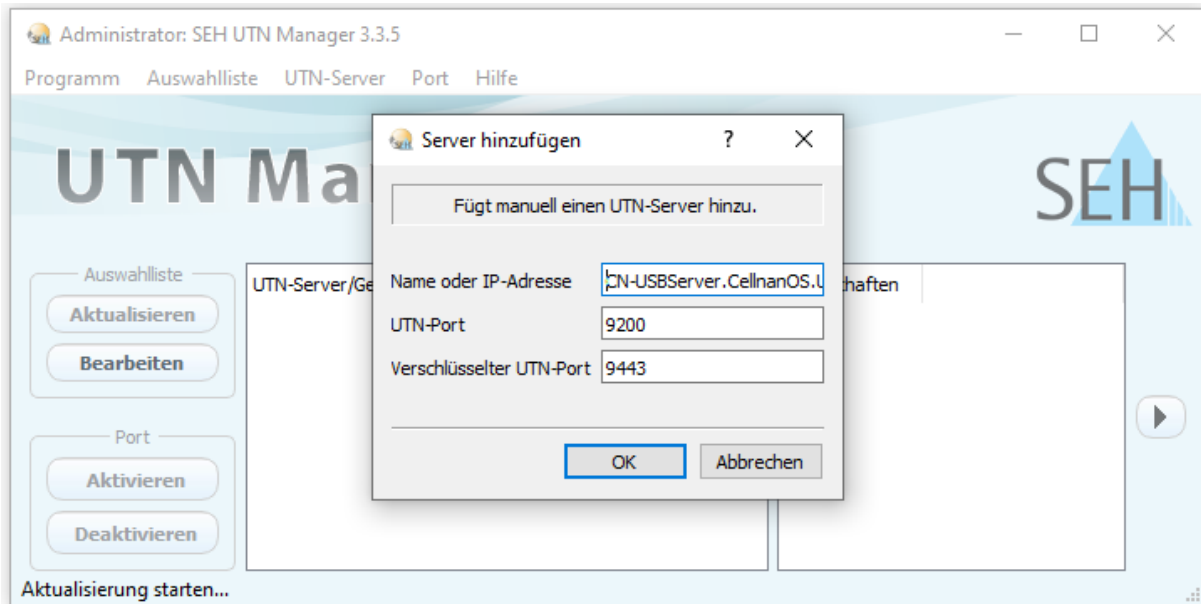 Administrator: SEH UTN Manager 3.3.5
Programm Auswahlliste UTN-Server Port Hilfe
UTN Ma
SEH
Server hinzufügen
Fügt manuell einen UTN-Server hinzu.
Name oder IP-Adresse CN-USBServer.CellnanOS.U
UTN-Port 9200
Verschlüsselter UTN-Port 9443
OK Abbrechen
Auswahlliste
Aktualisieren
Bearbeiten
UTN-Server/Ge
haften
Port
Aktivieren
Deaktivieren
Aktualisierung starten...